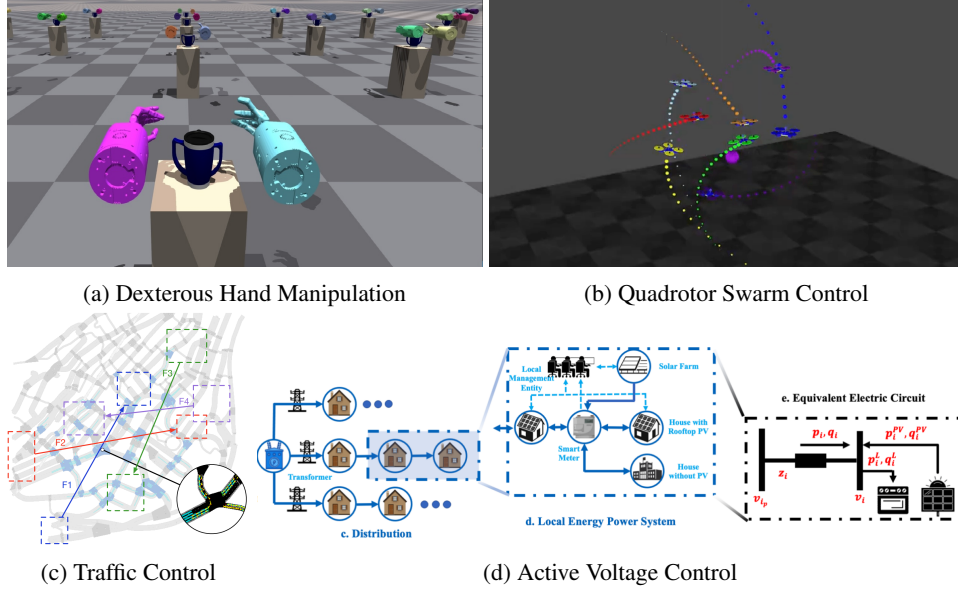 (a) Dexterous Hand Manipulation
(b) Quadrotor Swarm Control
F3
F4
F2
F1
(c) Traffic Control
Transformer
c. Distribution
Local
Management
Entity
Solar Farm
Smart
Meter
House with
Rooftop PV
House without PV
d. Local Energy Power System
e. Equivalent Electric Circuit
p_i, q_i
p_i^{PV}, q_i^{PV}
p_i^L, q_i^L
z_i
v_{i_p}
v_i
(d) Active Voltage Control